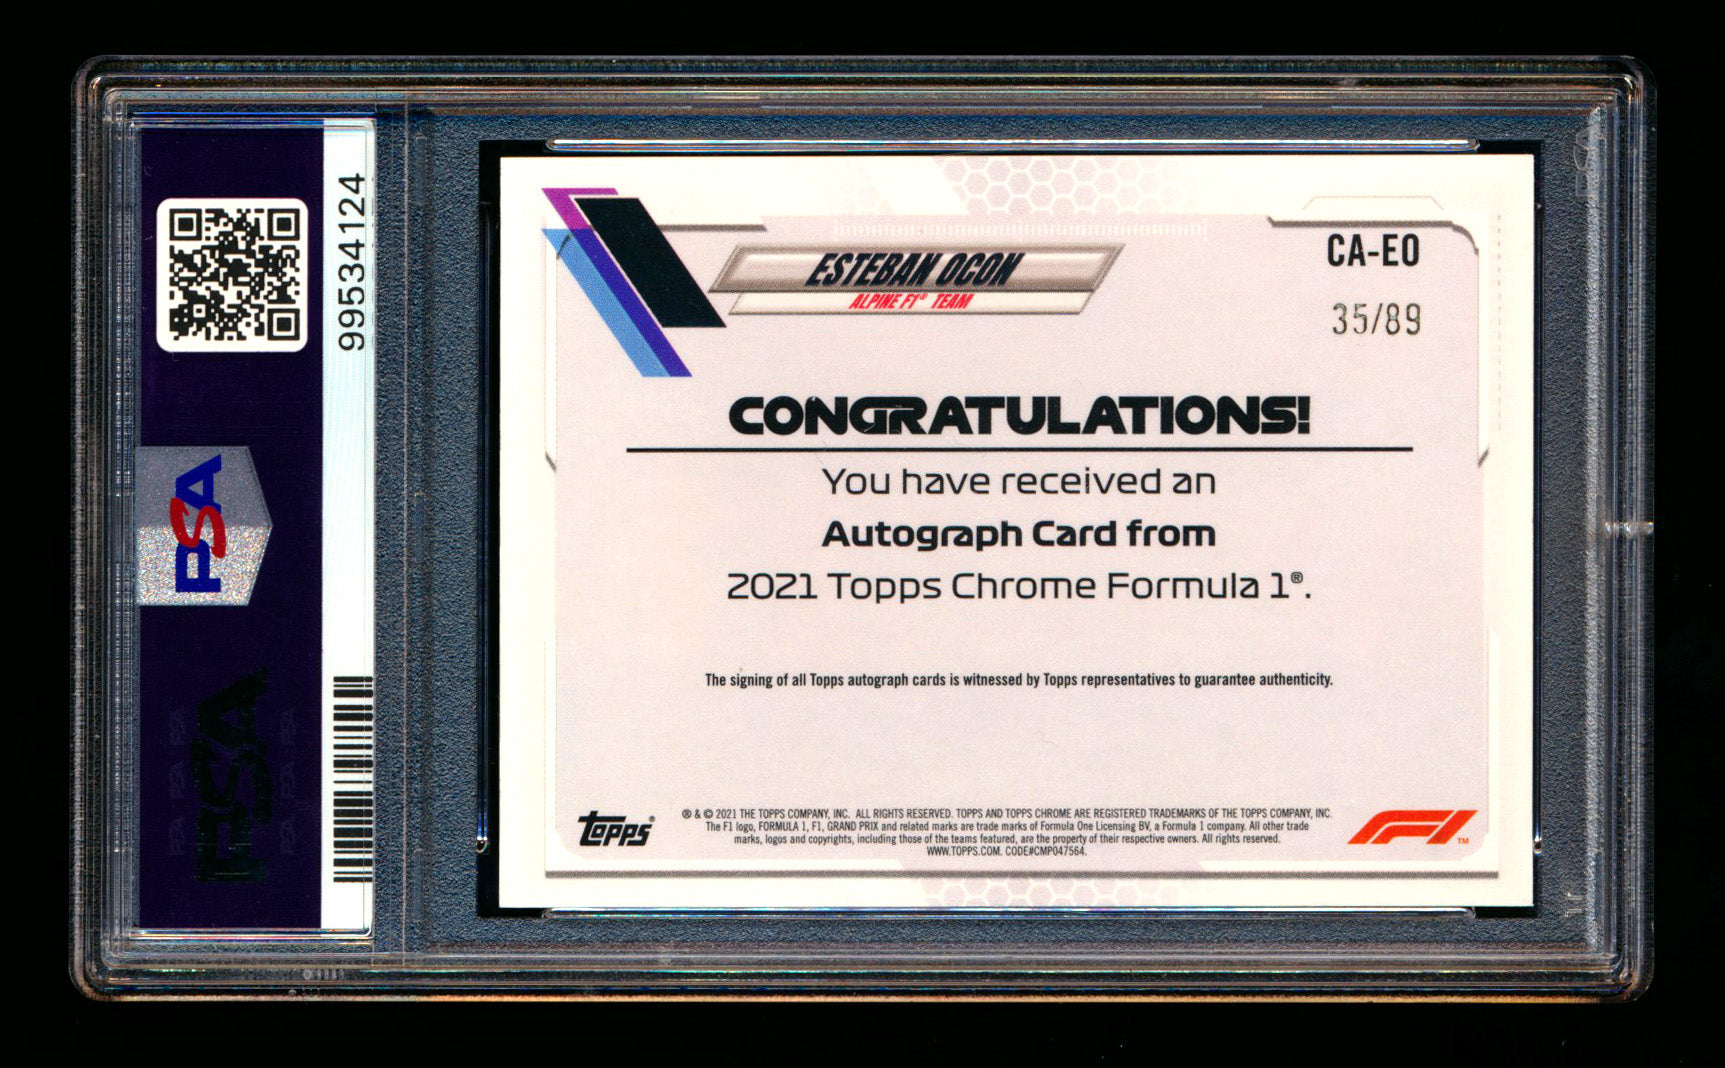 99534124
PSA
PSA
ESTEBAN OCON
ALPINE F1® TEAM
CA-EO
35/89
CONGRATULATIONS!
You have received an
Autograph Card from
2021 Topps Chrome Formula 1®.
The signing of all Topps autograph cards is witnessed by Topps representatives to guarantee authenticity.
Topps®
® & © 2021 THE TOPPS COMPANY, INC. ALL RIGHTS RESERVED. TOPPS AND TOPPS CHROME ARE REGISTERED TRADEMARKS OF THE TOPPS COMPANY, INC.
The F1 logo, FORMULA 1, F1, GRAND PRIX and related marks are trade marks of Formula One Licensing BV, a Formula 1 company. All other trade
marks, logos and copyrights, including those of the teams featured, are the property of their respective owners. All rights reserved.
WWW.TOPPS.COM. CODE#CMP047564.
F1™